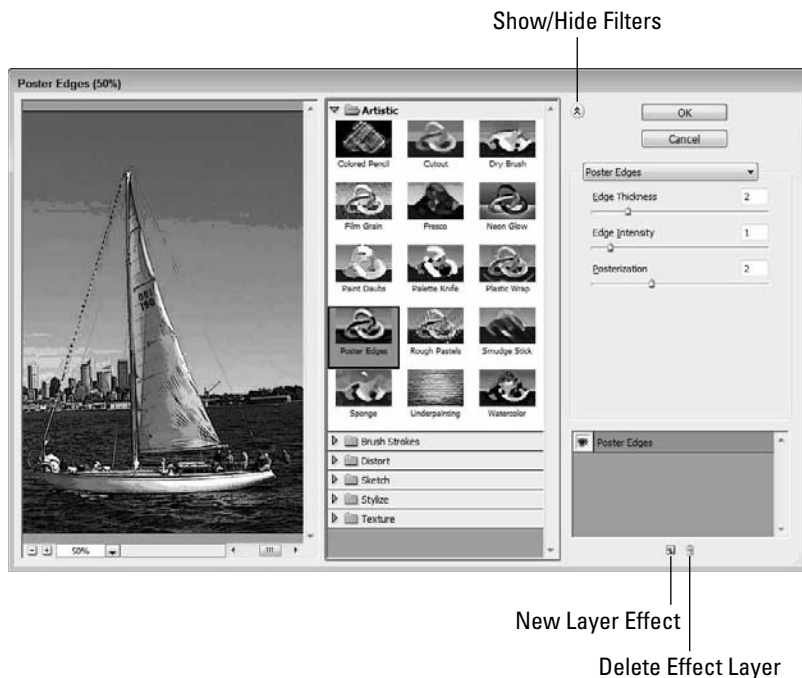 Show/Hide Filters
Poster Edges (50%)
Artistic
Colored Pencil
Cutout
Dry Brush
Film Grain
Fresco
Neon Glow
Paint Daubs
Palette Knife
Plastic Wrap
Poster Edges
Rough Pastels
Smudge Stick
Sponge
Underpainting
Watercolor
Brush Strokes
Distort
Sketch
Stylize
Texture
50%
OK
Cancel
Poster Edges
Edge Thickness 2
Edge Intensity 1
Posterization 2
Poster Edges
New Layer Effect
Delete Effect Layer